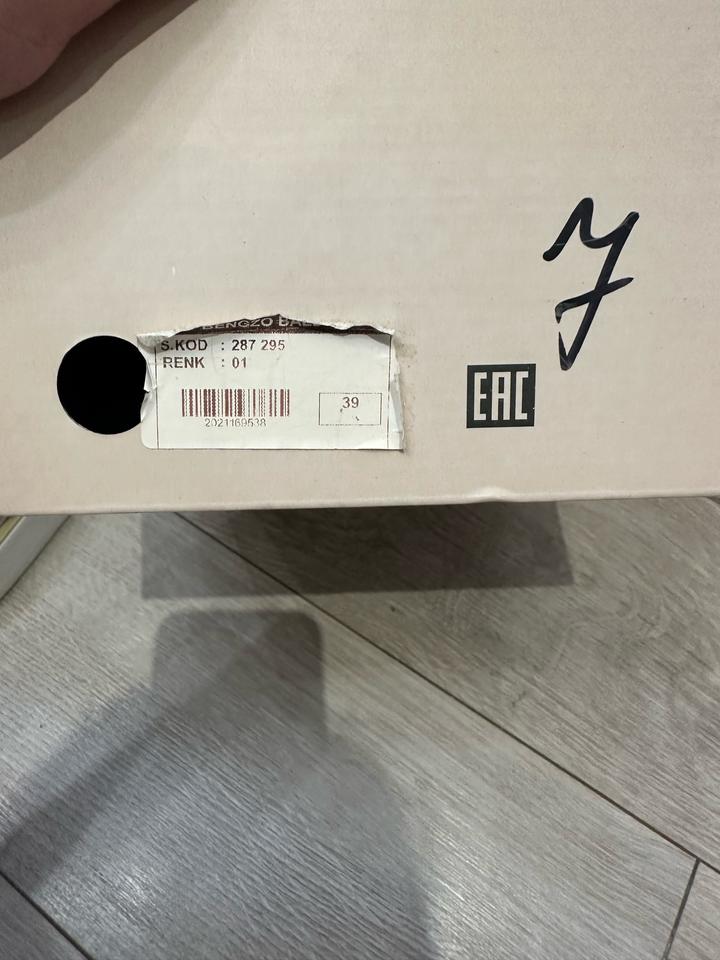 S.KOD : 287 295
RENK : 01
39
2021169538
EAC